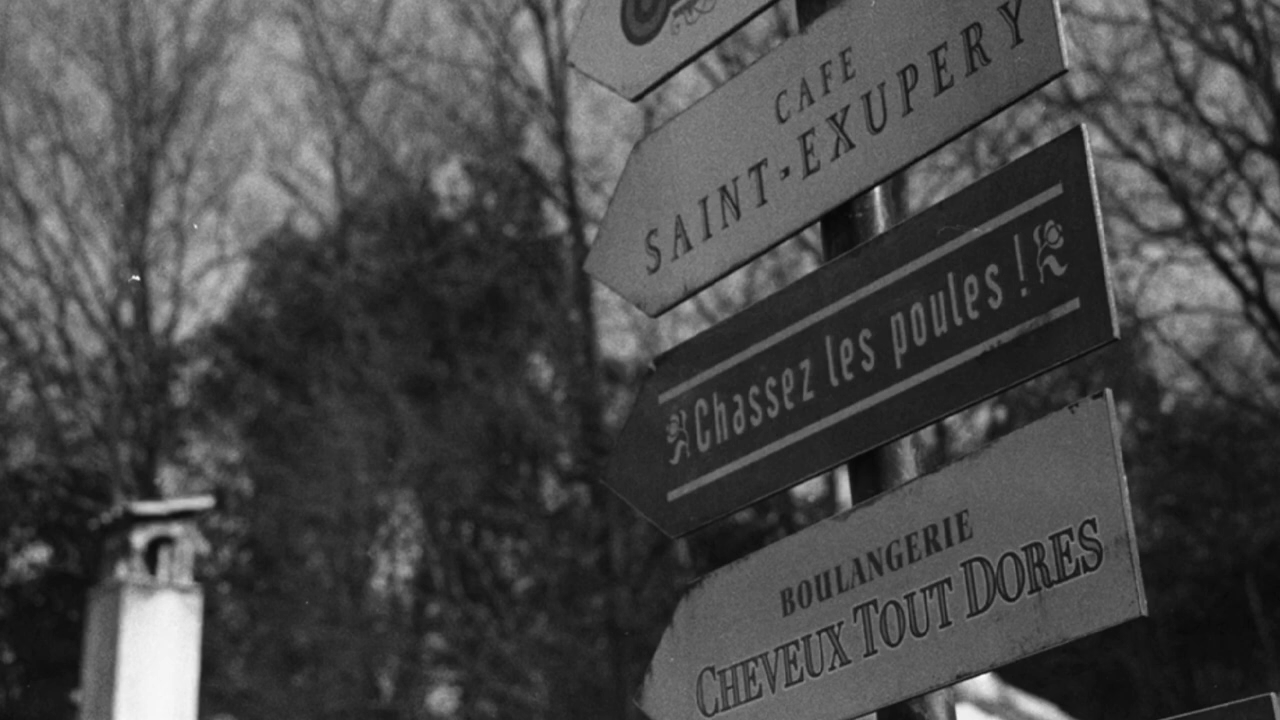 CAFE
SAINT-EXUPERY
Chassez les poules !
BOULANGERIE
CHEVEUX TOUT DORES